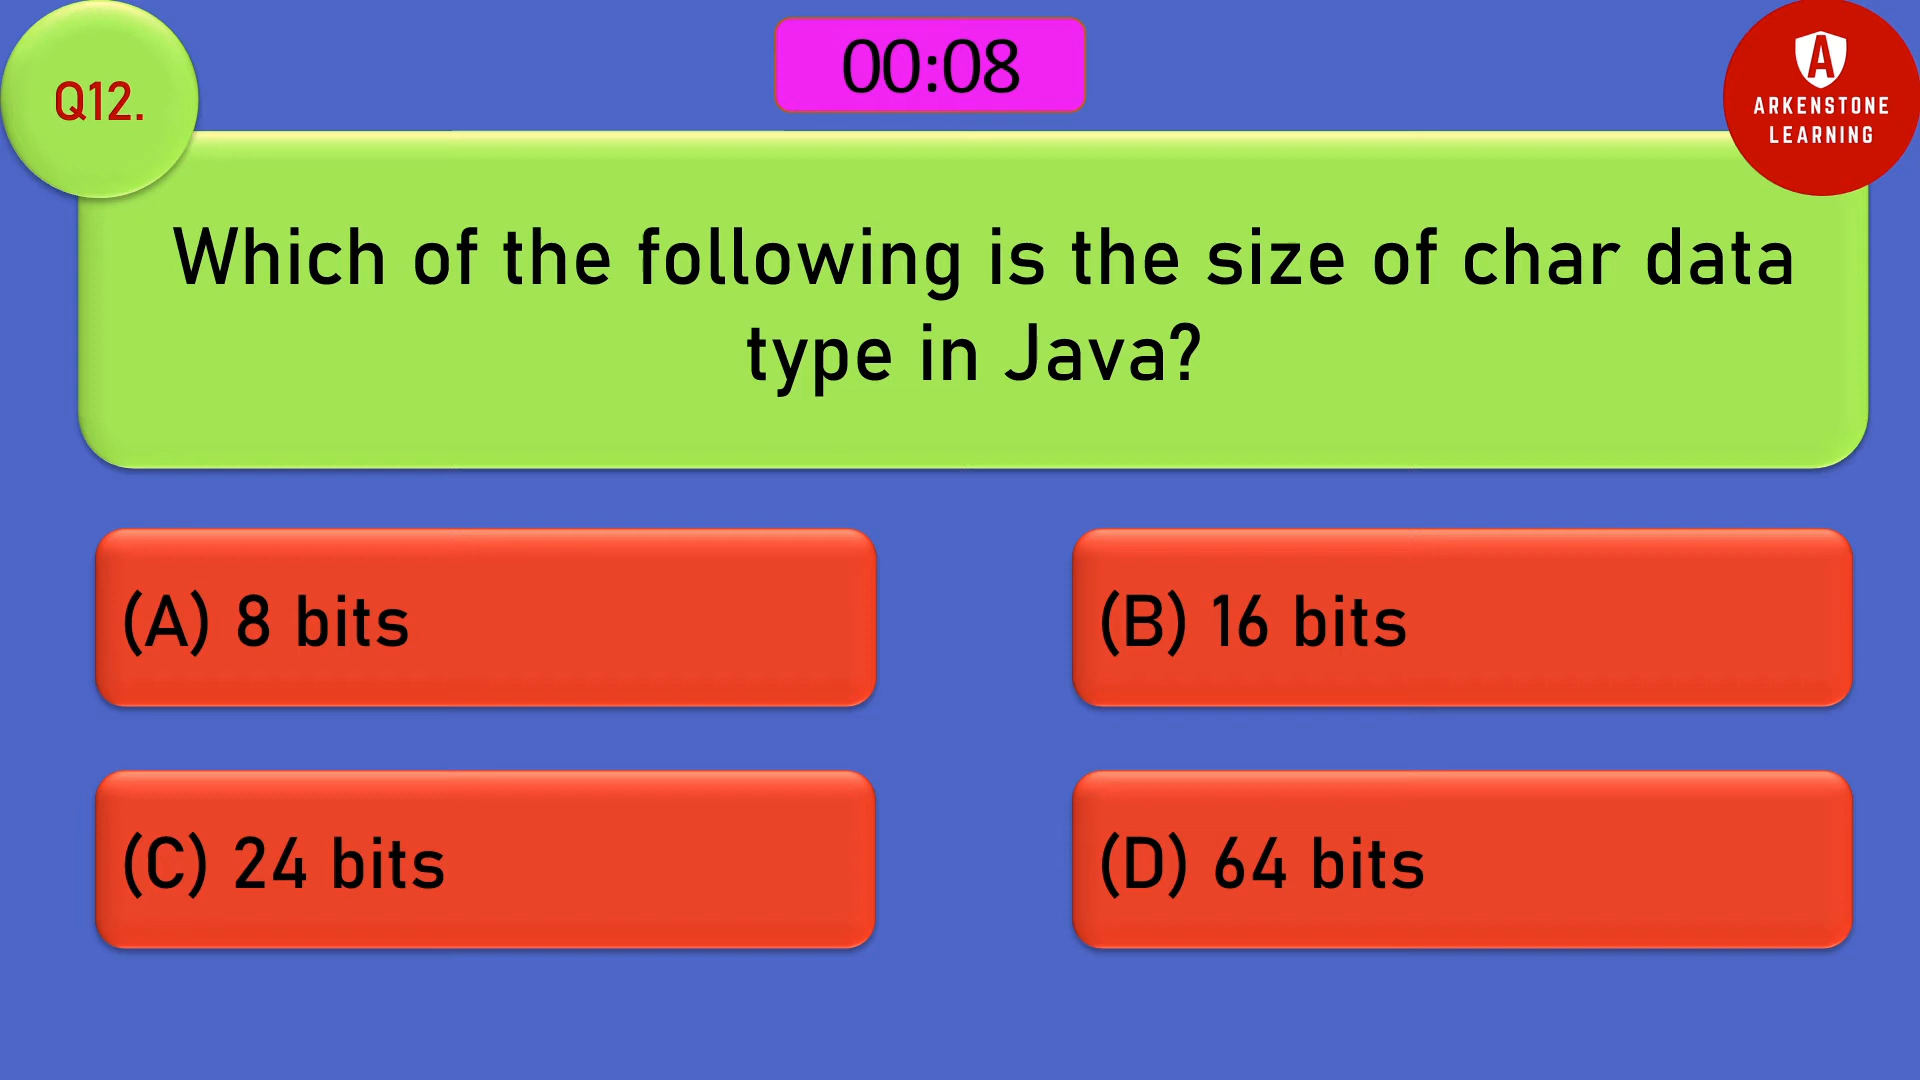 Q12.
00:08
A
ARKENSTONE
LEARNING
Which of the following is the size of char data
type in Java?
(A) 8 bits
(B) 16 bits
(C) 24 bits
(D) 64 bits